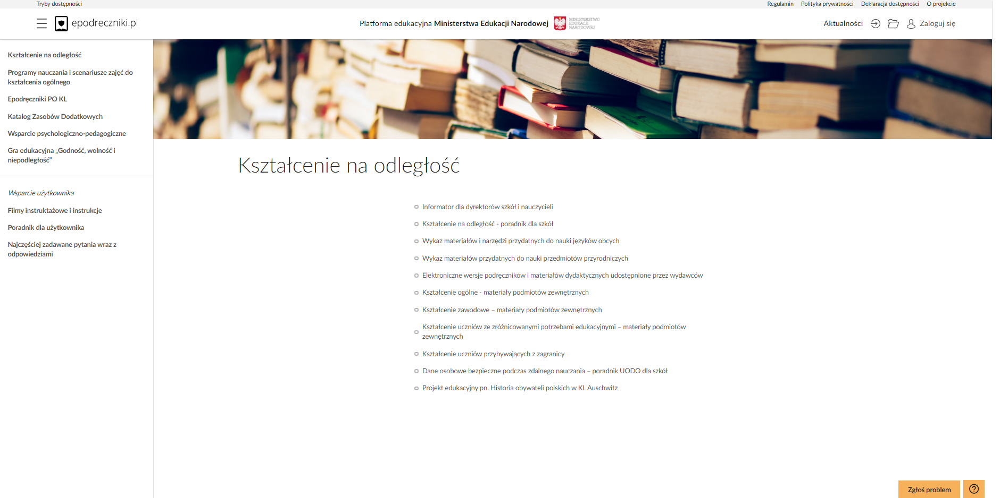 Tryby dostępności
Regulamin Polityka prywatności Deklaracja dostępności O projekcie
epodreczniki.pl
Platforma edukacyjna Ministerstwa Edukacji Narodowej
MINISTERSTWO
EDUKACJI
NARODOWEJ
Aktualności
Zaloguj się
Kształcenie na odległość
Programy nauczania i scenariusze zajęć do
kształcenia ogólnego
Epodręczniki PO KL
Katalog Zasobów Dodatkowych
Wsparcie psychologiczno-pedagogiczne
Gra edukacyjna „Godność, wolność i
niepodległość”
Wsparcie użytkownika
Filmy instruktażowe i instrukcje
Poradnik dla użytkownika
Najczęściej zadawane pytania wraz z
odpowiedziami
Kształcenie na odległość
Informator dla dyrektorów szkół i nauczycieli
Kształcenie na odległość - poradnik dla szkół
Wykaz materiałów i narzędzi przydatnych do nauki języków obcych
Wykaz materiałów przydatnych do nauki przedmiotów przyrodniczych
Elektroniczne wersje podręczników i materiałów dydaktycznych udostępnione przez wydawców
Kształcenie ogólne - materiały podmiotów zewnętrznych
Kształcenie zawodowe – materiały podmiotów zewnętrznych
Kształcenie uczniów ze zróżnicowanymi potrzebami edukacyjnymi – materiały podmiotów
zewnętrznych
Kształcenie uczniów przybywających z zagranicy
Dane osobowe bezpieczne podczas zdalnego nauczania – poradnik UODO dla szkół
Projekt edukacyjny pn. Historia obywateli polskich w KL Auschwitz
Zgłoś problem